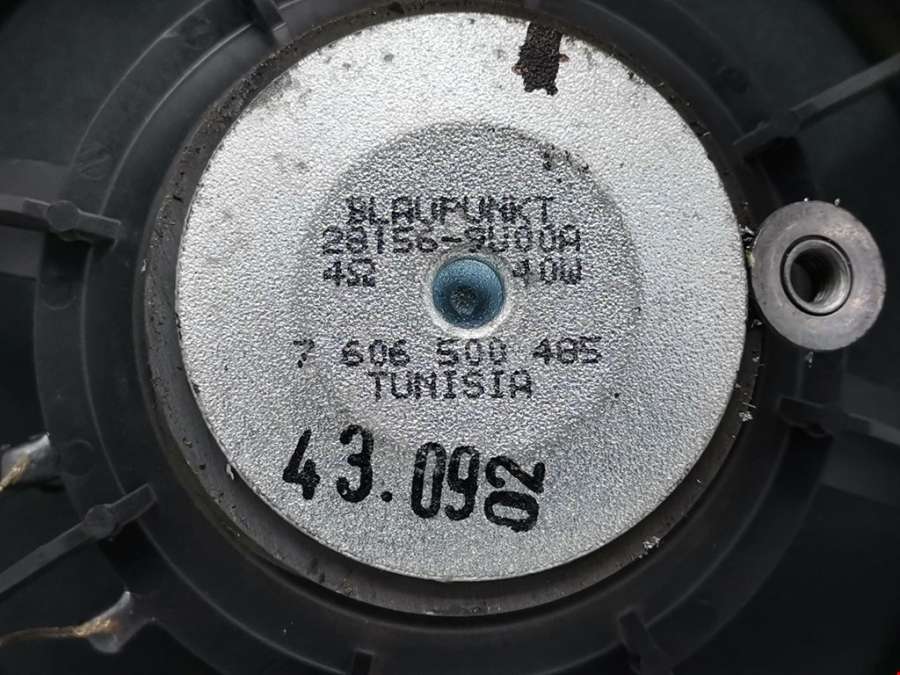 BLAUPUNKT
28156-9U00A
4Ω 40W
7 606 500 485
TUNISIA
43.09 02